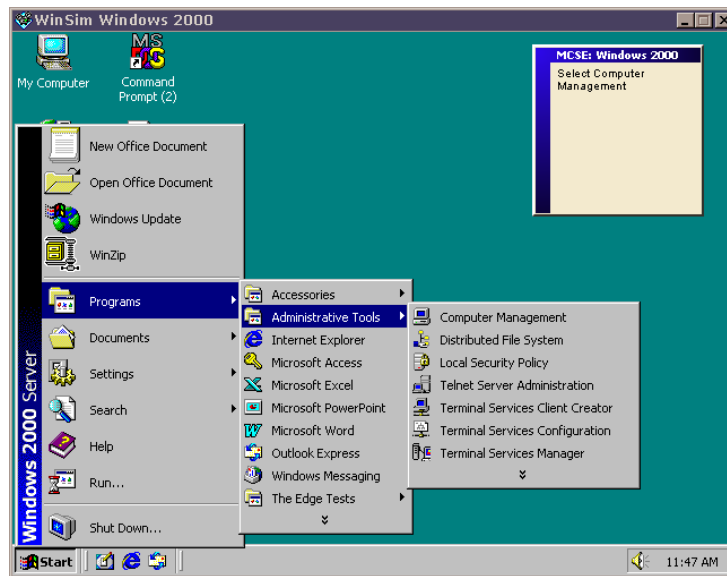 WinSim Windows 2000
My Computer
MS
Command
Prompt (2)
MCSE: Windows 2000
Select Computer
Management
New Office Document
Open Office Document
Windows Update
WinZip
Programs
Documents
Settings
Search
Help
Run...
Shut Down...
Windows 2000 Server
Accessories
Administrative Tools
Internet Explorer
Microsoft Access
Microsoft Excel
Microsoft PowerPoint
Microsoft Word
Outlook Express
Windows Messaging
The Edge Tests
Computer Management
Distributed File System
Local Security Policy
Telnet Server Administration
Terminal Services Client Creator
Terminal Services Configuration
Terminal Services Manager
Start
11:47 AM